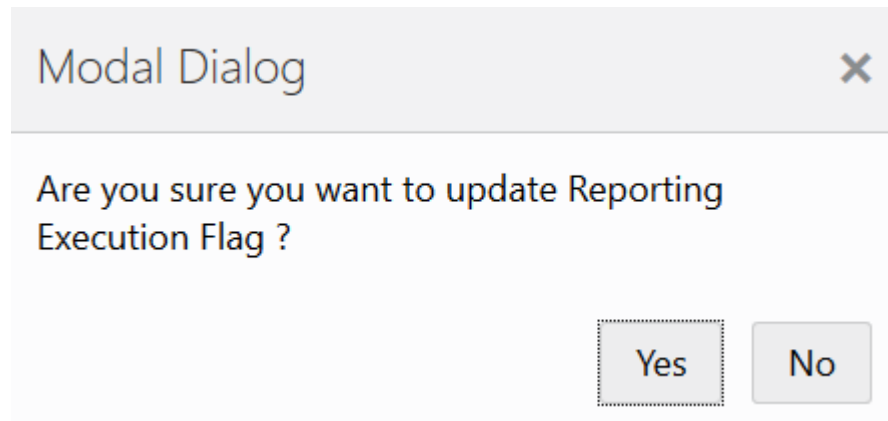 Modal Dialog
Are you sure you want to update Reporting
Execution Flag ?
Yes No